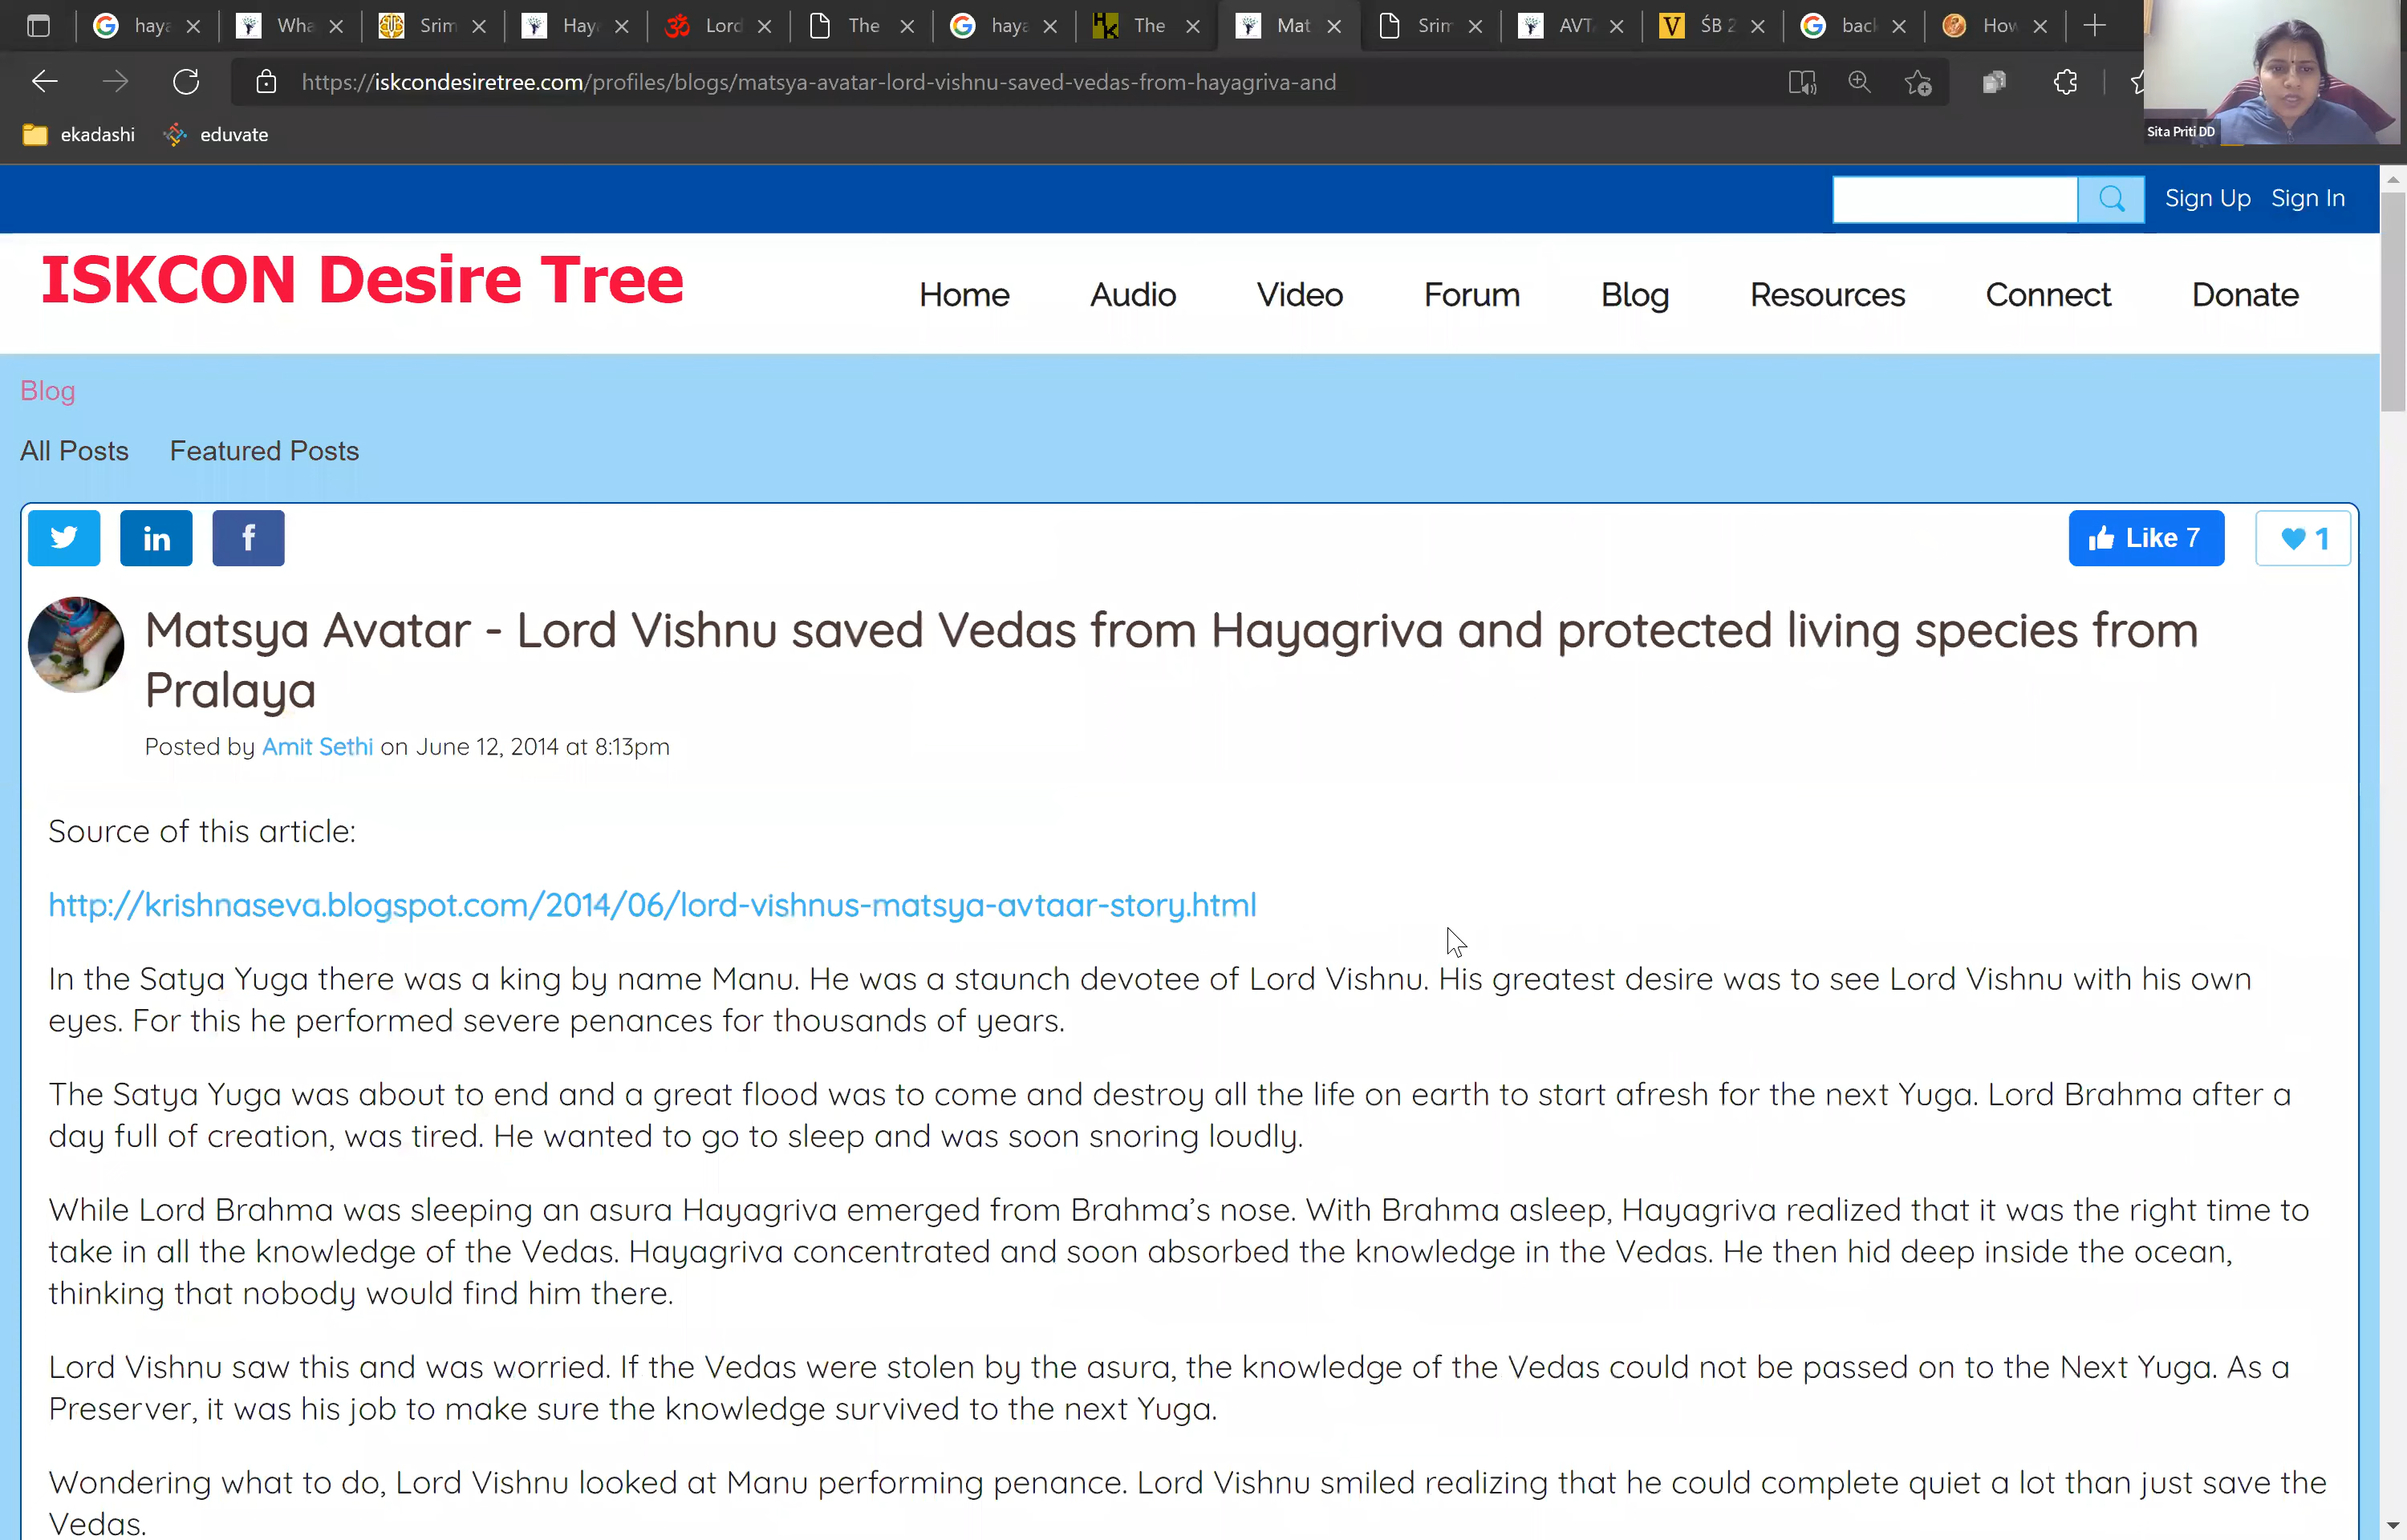 haya
Wha
Srim
Hay
Lord
The
haya
The
Mat
Srim
AVT
ŚB 2
bac
How
https://iskcondesiretree.com/profiles/blogs/matsya-avatar-lord-vishnu-saved-vedas-from-hayagriva-and
Sita Priti DD
ekadashi eduvate
Sign Up Sign In
ISKCON Desire Tree
Home Audio Video Forum Blog Resources Connect Donate
Blog
All Posts Featured Posts
Like 7
1
Matsya Avatar - Lord Vishnu saved Vedas from Hayagriva and protected living species from
Pralaya
Posted by Amit Sethi on June 12, 2014 at 8:13pm
Source of this article:
http://krishnaseva.blogspot.com/2014/06/lord-vishnus-matsya-avtaar-story.html
In the Satya Yuga there was a king by name Manu. He was a staunch devotee of Lord Vishnu. His greatest desire was to see Lord Vishnu with his own
eyes. For this he performed severe penances for thousands of years.
The Satya Yuga was about to end and a great flood was to come and destroy all the life on earth to start afresh for the next Yuga. Lord Brahma after a
day full of creation, was tired. He wanted to go to sleep and was soon snoring loudly.
While Lord Brahma was sleeping an asura Hayagriva emerged from Brahma’s nose. With Brahma asleep, Hayagriva realized that it was the right time to
take in all the knowledge of the Vedas. Hayagriva concentrated and soon absorbed the knowledge in the Vedas. He then hid deep inside the ocean,
thinking that nobody would find him there.
Lord Vishnu saw this and was worried. If the Vedas were stolen by the asura, the knowledge of the Vedas could not be passed on to the Next Yuga. As a
Preserver, it was his job to make sure the knowledge survived to the next Yuga.
Wondering what to do, Lord Vishnu looked at Manu performing penance. Lord Vishnu smiled realizing that he could complete quiet a lot than just save the
Vedas.